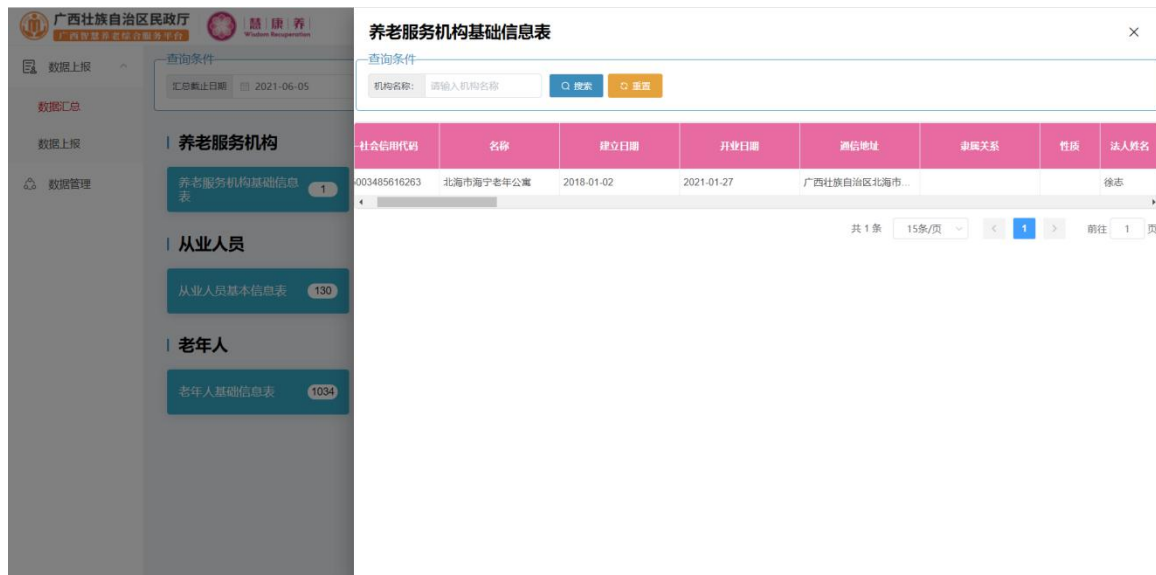 广西壮族自治区民政厅
广西智慧养老综合服务平台
慧 康 养
Wisdom Recuperation
数据上报
数据汇总
数据上报
数据管理
查询条件
汇总截止日期 2021-06-05
养老服务机构
养老服务机构基础信息表 1
从业人员
从业人员基本信息表 130
老年人
老年人基础信息表 1034
养老服务机构基础信息表
查询条件
机构名称: 请输入机构名称 搜索 重置
一社会信用代码 名称 建立日期 开业日期 通信地址 隶属关系 性质 法人姓名
003485616263 北海市海宁老年公寓 2018-01-02 2021-01-27 广西壮族自治区北海市... 徐志
共 1 条 15条/页 1 前往 1 页